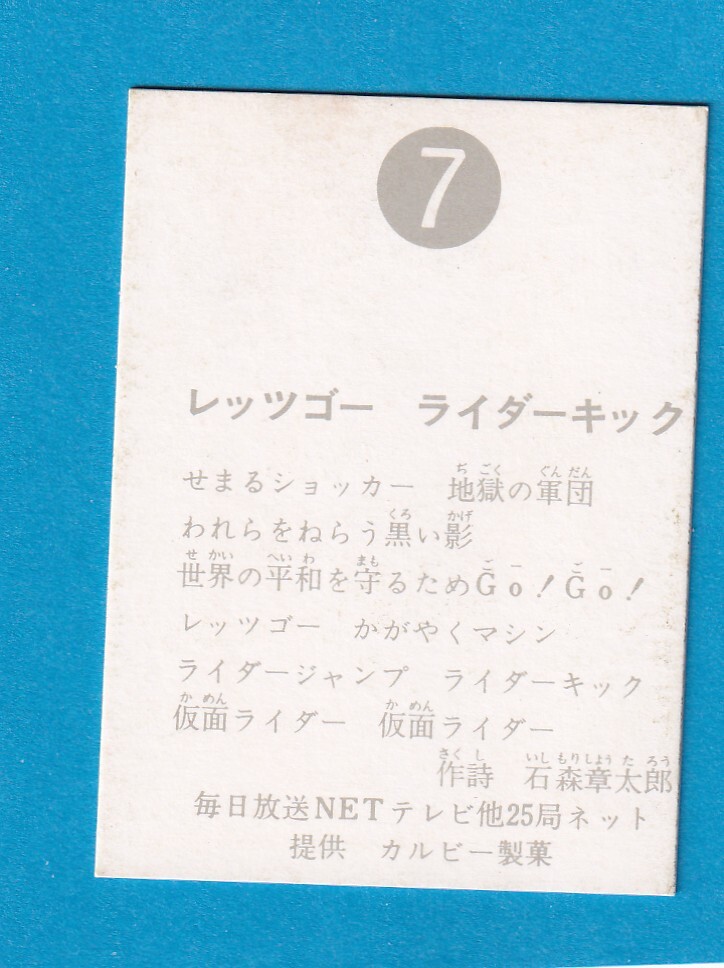 7
レッツゴー　ライダーキック
せまるショッカー　地獄の軍団
われらをねらう黒い影
世界の平和を守るためGo！Go！
レッツゴー　かがやくマシン
ライダージャンプ　ライダーキック
仮面ライダー　仮面ライダー
作詩　石森章太郎
毎日放送NETテレビ他25局ネット
提供　カルビー製菓